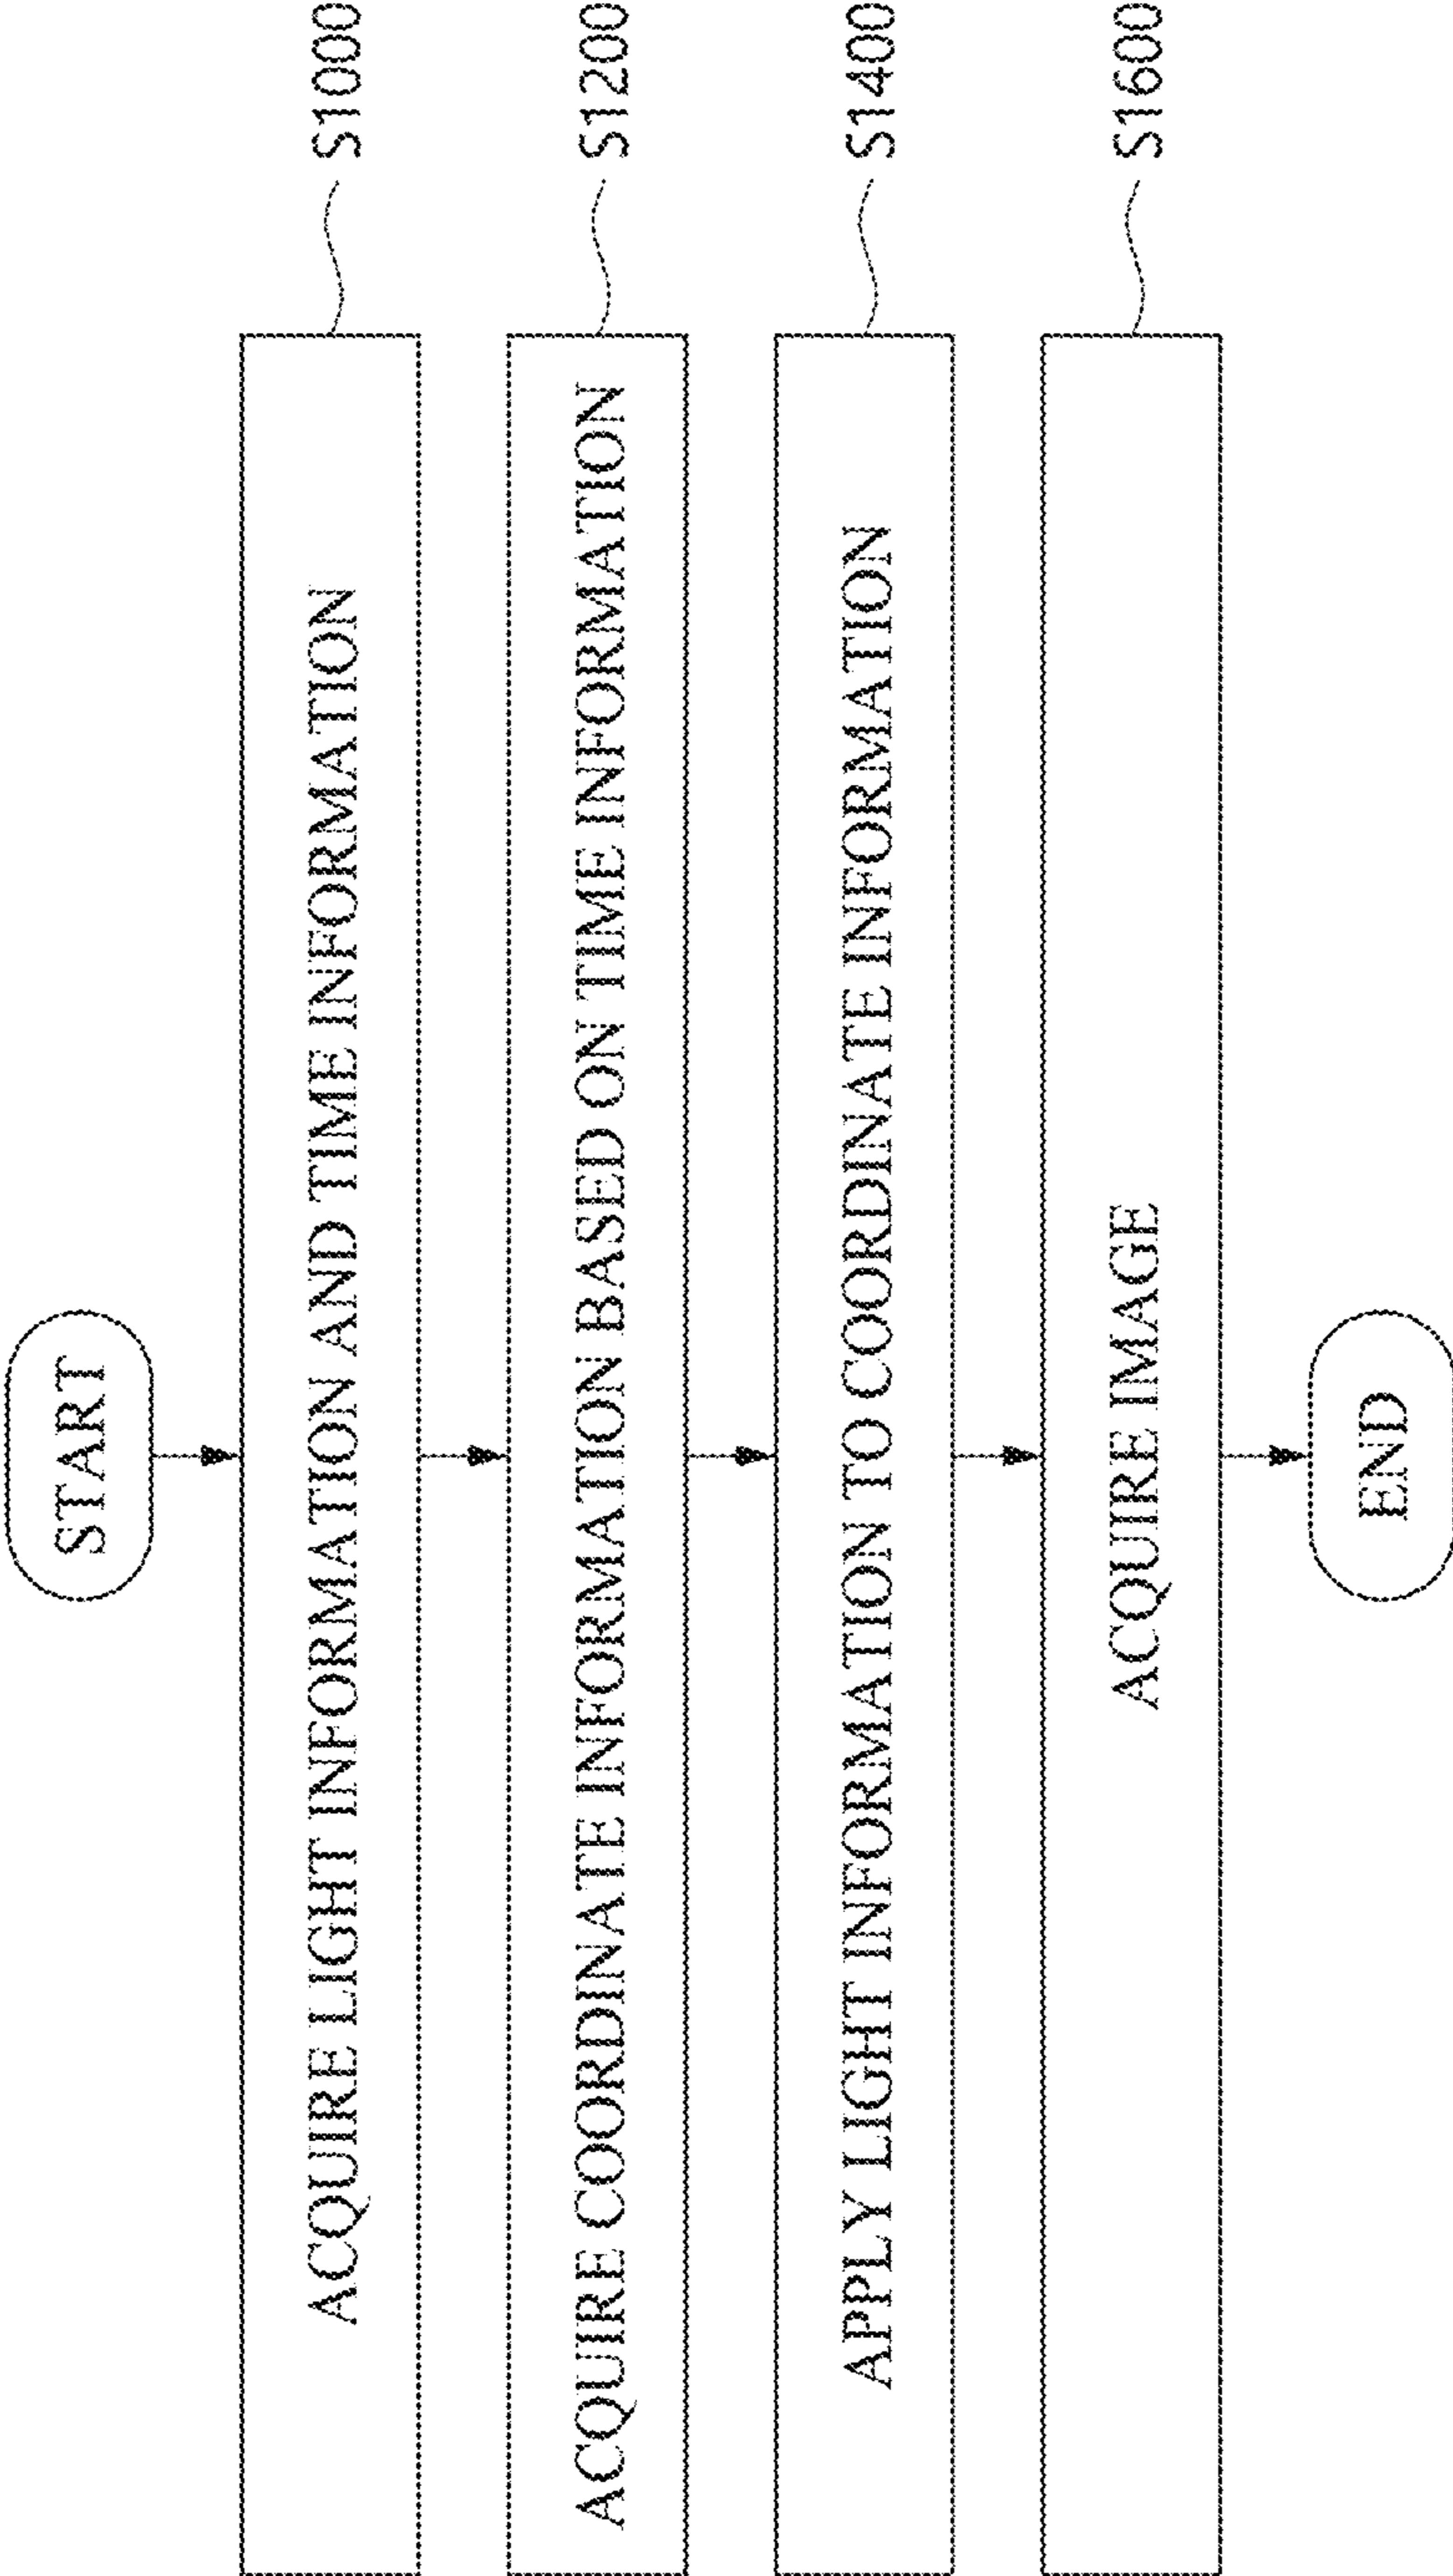 START
ACQUIRE LIGHT INFORMATION AND TIME INFORMATION
S1000
ACQUIRE COORDINATE INFORMATION BASED ON TIME INFORMATION
S1200
APPLY LIGHT INFORMATION TO COORDINATE INFORMATION
S1400
ACQUIRE IMAGE
S1600
END